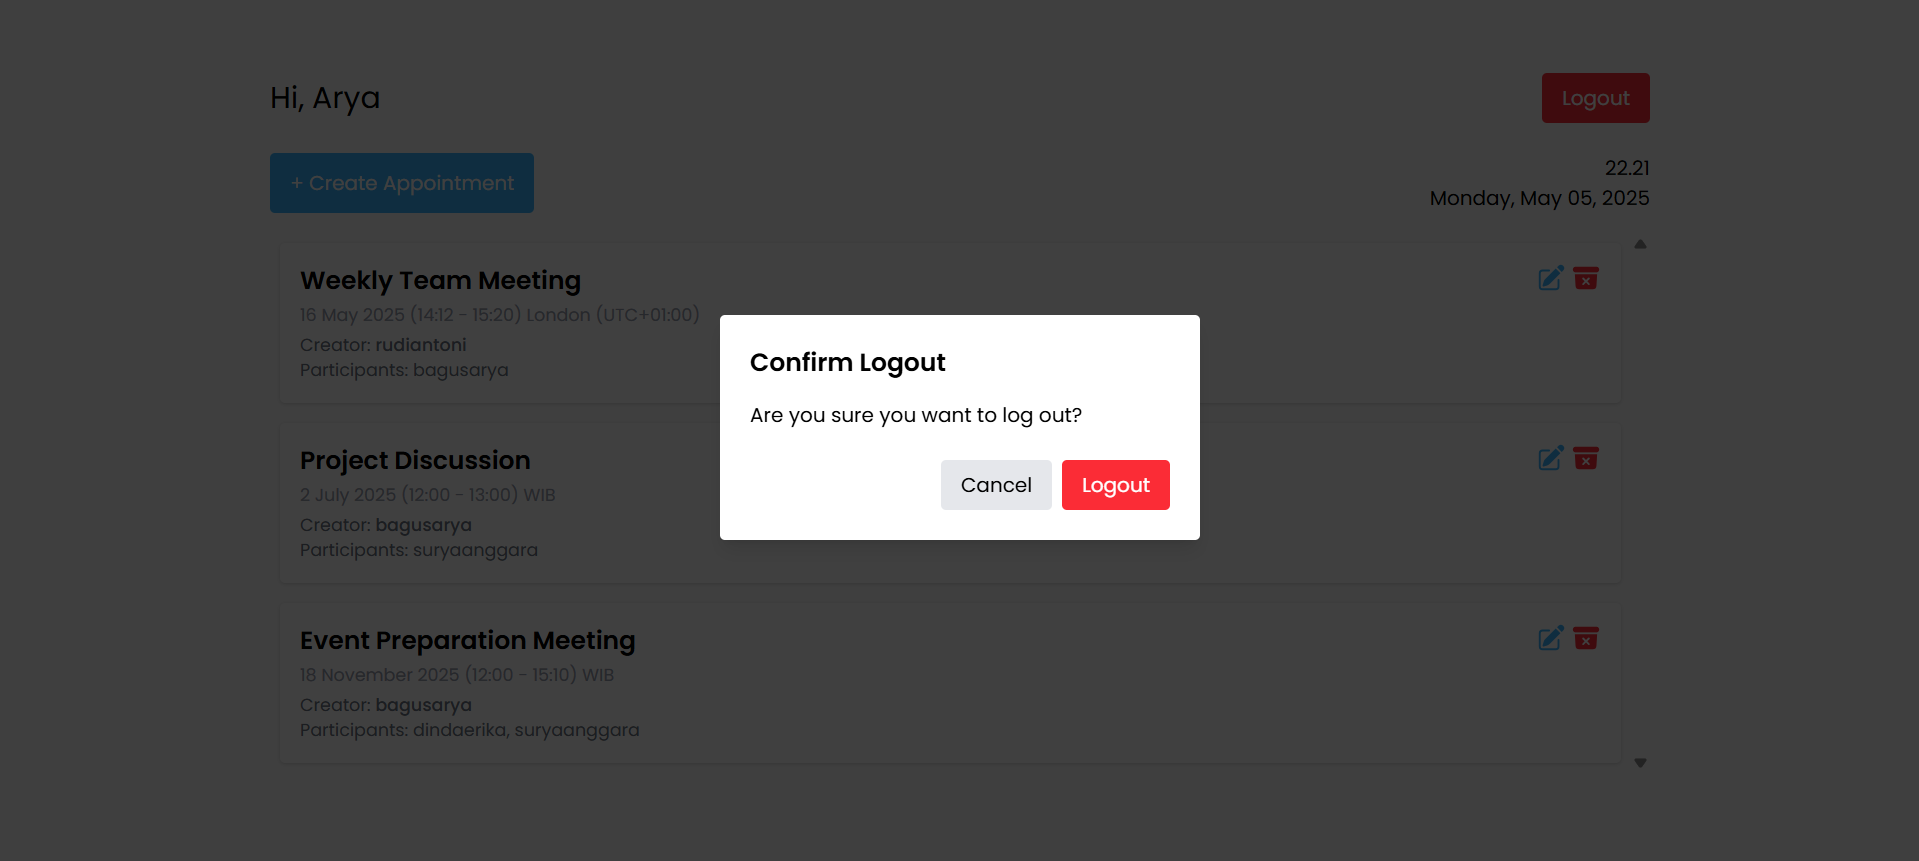 Hi, Arya
Logout
+ Create Appointment
22.21
Monday, May 05, 2025
Weekly Team Meeting
16 May 2025 (14:12 - 15:20) London (UTC+01:00)
Creator: rudiantoni
Participants: bagusarya
Confirm Logout
Are you sure you want to log out?
Cancel
Logout
Project Discussion
2 July 2025 (12:00 - 13:00) WIB
Creator: bagusarya
Participants: suryaanggara
Event Preparation Meeting
18 November 2025 (12:00 - 15:10) WIB
Creator: bagusarya
Participants: dindaerika, suryaanggara